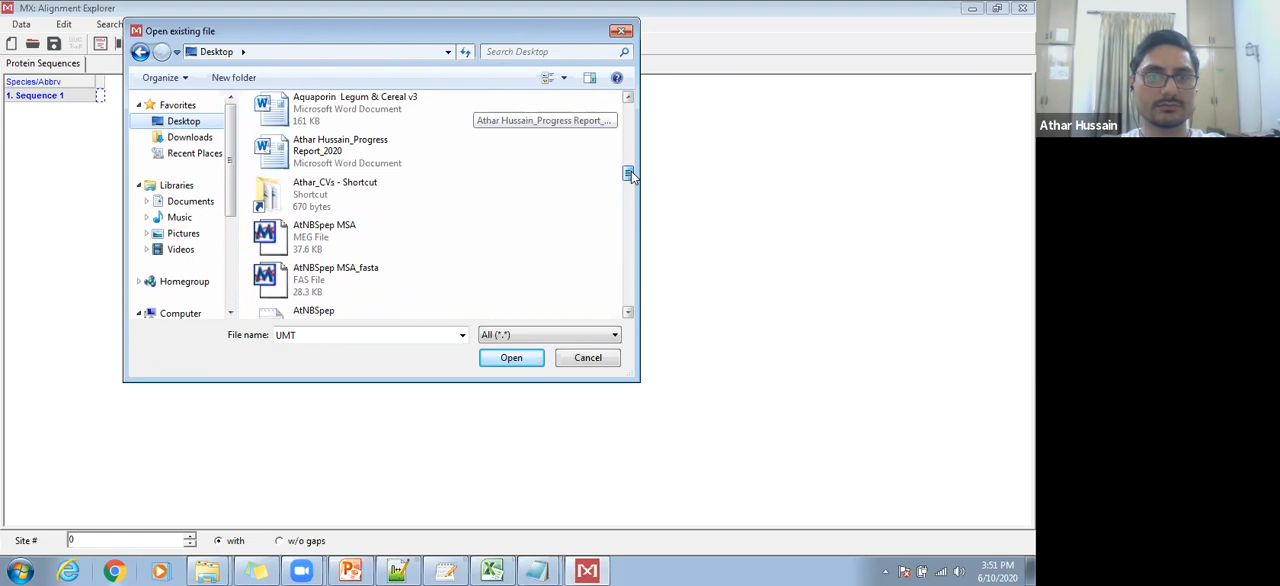 MX: Alignment Explorer
Data Edit Search
Protein Sequences
Species/Abbrv
1. Sequence 1
Open existing file
Desktop
Search Desktop
Organize New folder
Favorites
Desktop
Downloads
Recent Places
Libraries
Documents
Music
Pictures
Videos
Homegroup
Computer
Aquaporin Legum & Cereal v3
Microsoft Word Document
161 KB
Athar Hussain_Progress Report_...
Athar Hussain_Progress
Report_2020
Microsoft Word Document
Athar_CVs - Shortcut
Shortcut
670 bytes
AtNBSpep MSA
MEG File
37.6 KB
AtNBSpep MSA_fasta
FAS File
28.3 KB
AtNBSpep
File name: UMT All (*.*)
Open Cancel
Athar Hussain
Site # 0 with w/o gaps
3:51 PM
6/10/2020